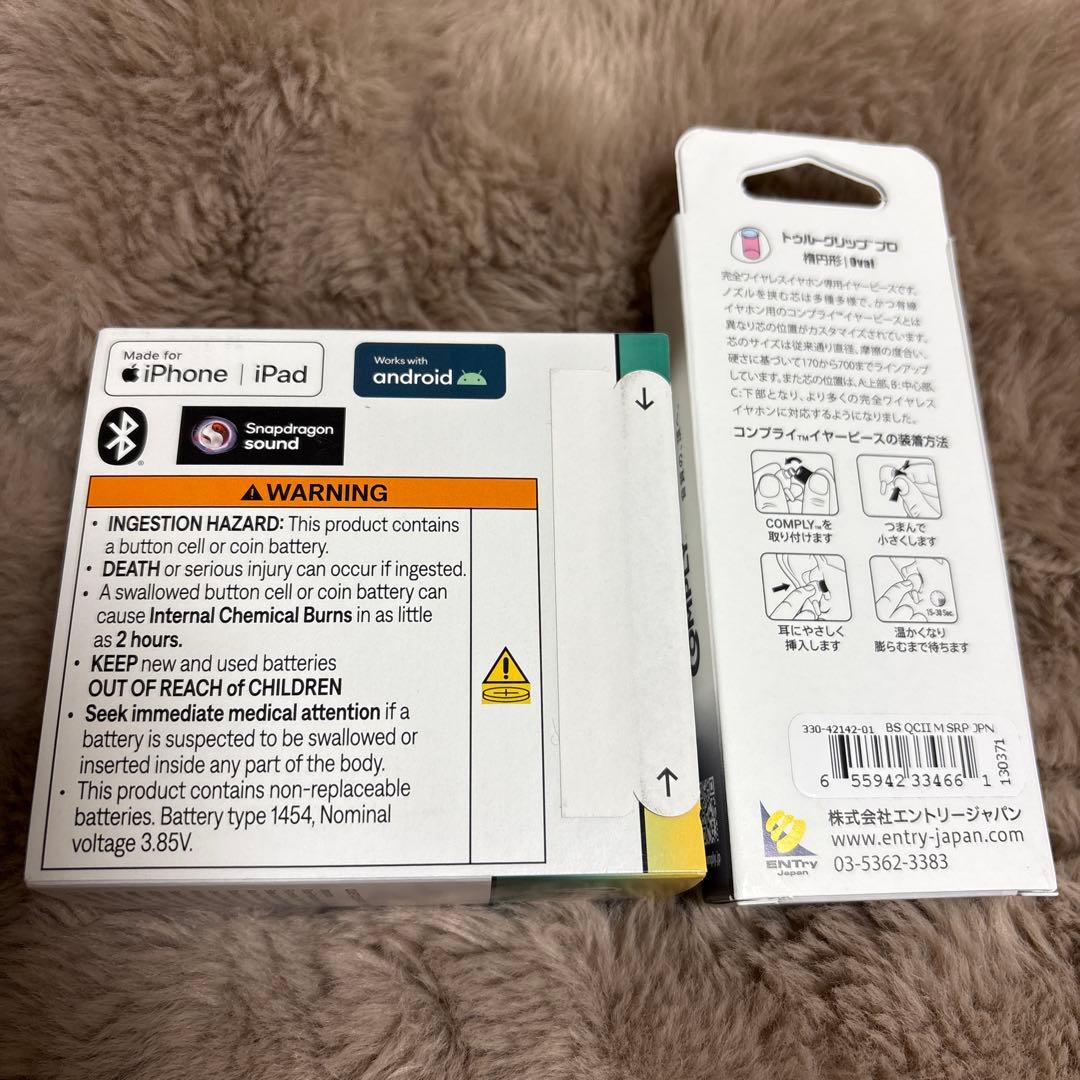 Made for
iPhone | iPad
Works with
android
Snapdragon
sound
WARNING
• INGESTION HAZARD: This product contains
a button cell or coin battery.
• DEATH or serious injury can occur if ingested.
• A swallowed button cell or coin battery can
cause Internal Chemical Burns in as little
as 2 hours.
• KEEP new and used batteries
OUT OF REACH of CHILDREN
• Seek immediate medical attention if a
battery is suspected to be swallowed or
inserted inside any part of the body.
• This product contains non-replaceable
batteries. Battery type 1454, Nominal
voltage 3.85V.
トゥルーグリップ™プロ
楕円形 | Oval
完全ワイヤレスイヤホン専用イヤーピースです。
ノズルを挟む芯は多種多様で、かつ有線
イヤホン用のコンプライ™イヤーピースとは
異なり芯の位置がカスタマイズされています。
芯のサイズは従来通り直径、摩擦の度合い、
硬さに基づいて170から700までラインアップ
しています。また芯の位置は、A:上部、B:中心部、
C:下部となり、より多くの完全ワイヤレス
イヤホンに対応するようになりました。
コンプライ™イヤーピースの装着方法
COMPLY™を
取り付けます
つまんで
小さくします
耳にやさしく
挿入します
15-30 Sec.
温かくなり
膨らむまで待ちます
330-42142-01 BS QCII M SRP JPN
6 55942 33466 1
130371
ENTry
Japan
株式会社エントリージャパン
www.entry-japan.com
03-5362-3383